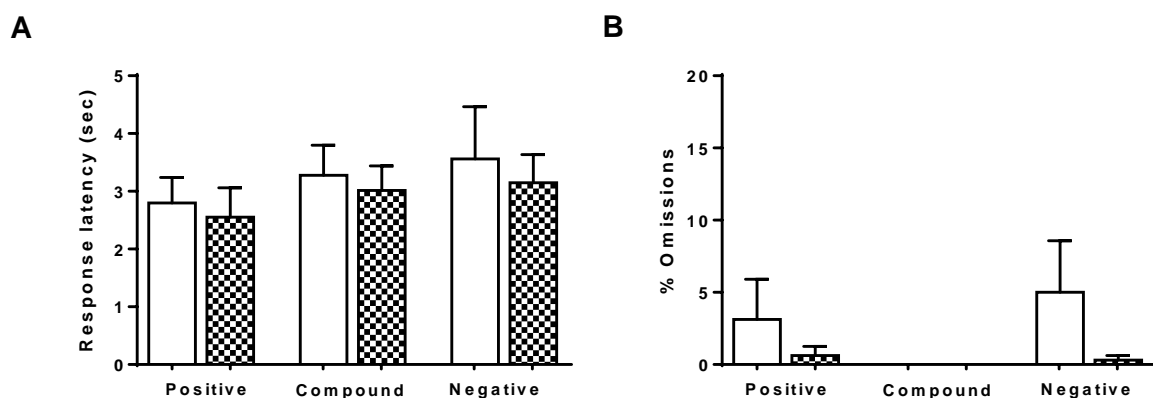 A
B
Response latency (sec)
5
4
3
2
1
0
Positive Compound Negative
% Omissions
20
15
10
5
0
Positive Compound Negative